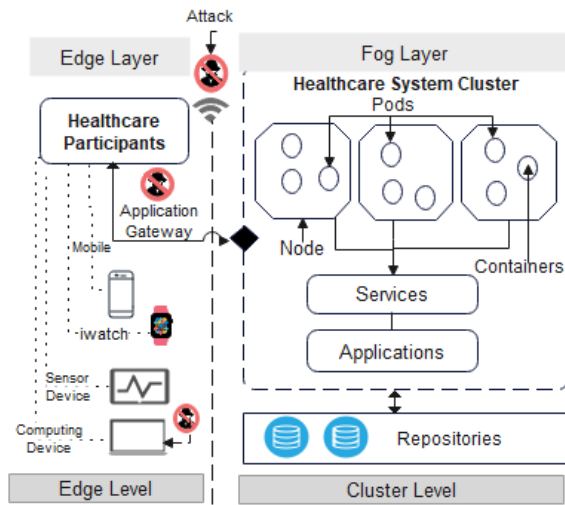 Attack
Edge Layer
Fog Layer
Healthcare System Cluster
Pods
Healthcare
Participants
Application
Gateway
Node
Containers
Mobile
Services
iwatch
Applications
Sensor
Device
Computing
Device
Repositories
Edge Level
Cluster Level